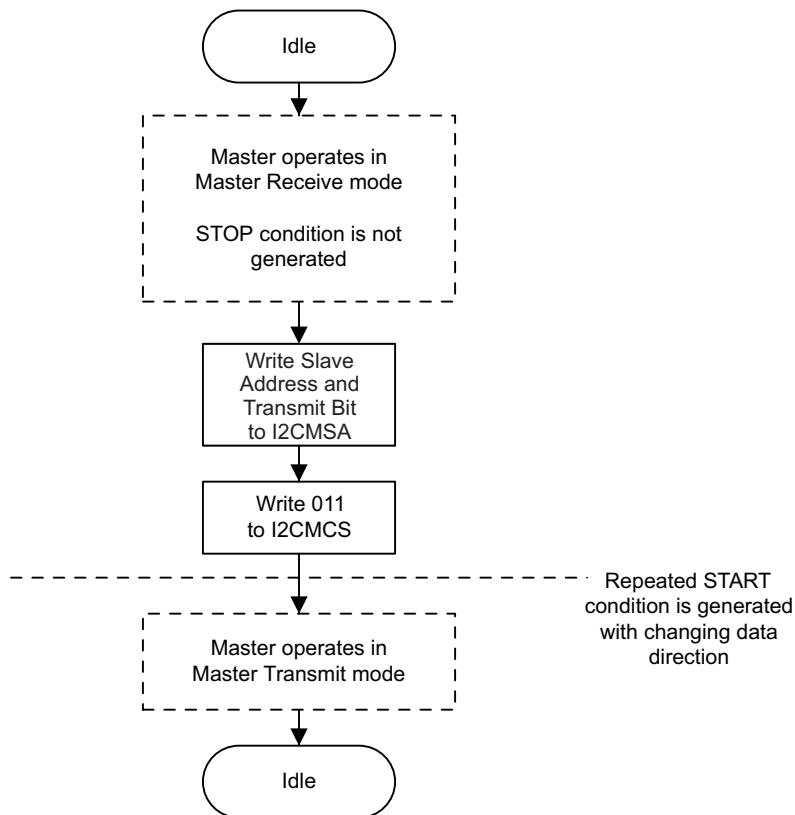 Idle
Master operates in
Master Receive mode
STOP condition is not
generated
Write Slave
Address and
Transmit Bit
to I2CMSA
Write 011
to I2CMCS
Repeated START
condition is generated
with changing data
direction
Master operates in
Master Transmit mode
Idle